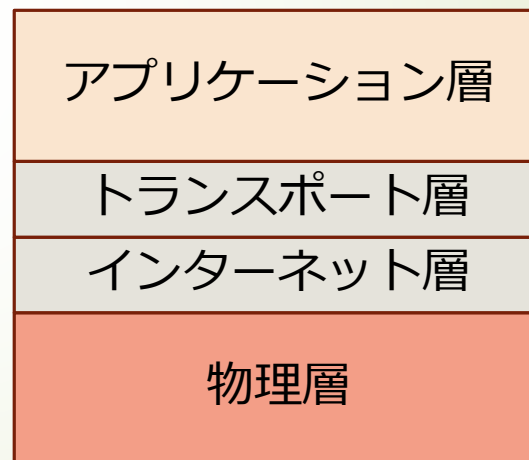 アプリケーション層
トランスポート層
インターネット層
物理層